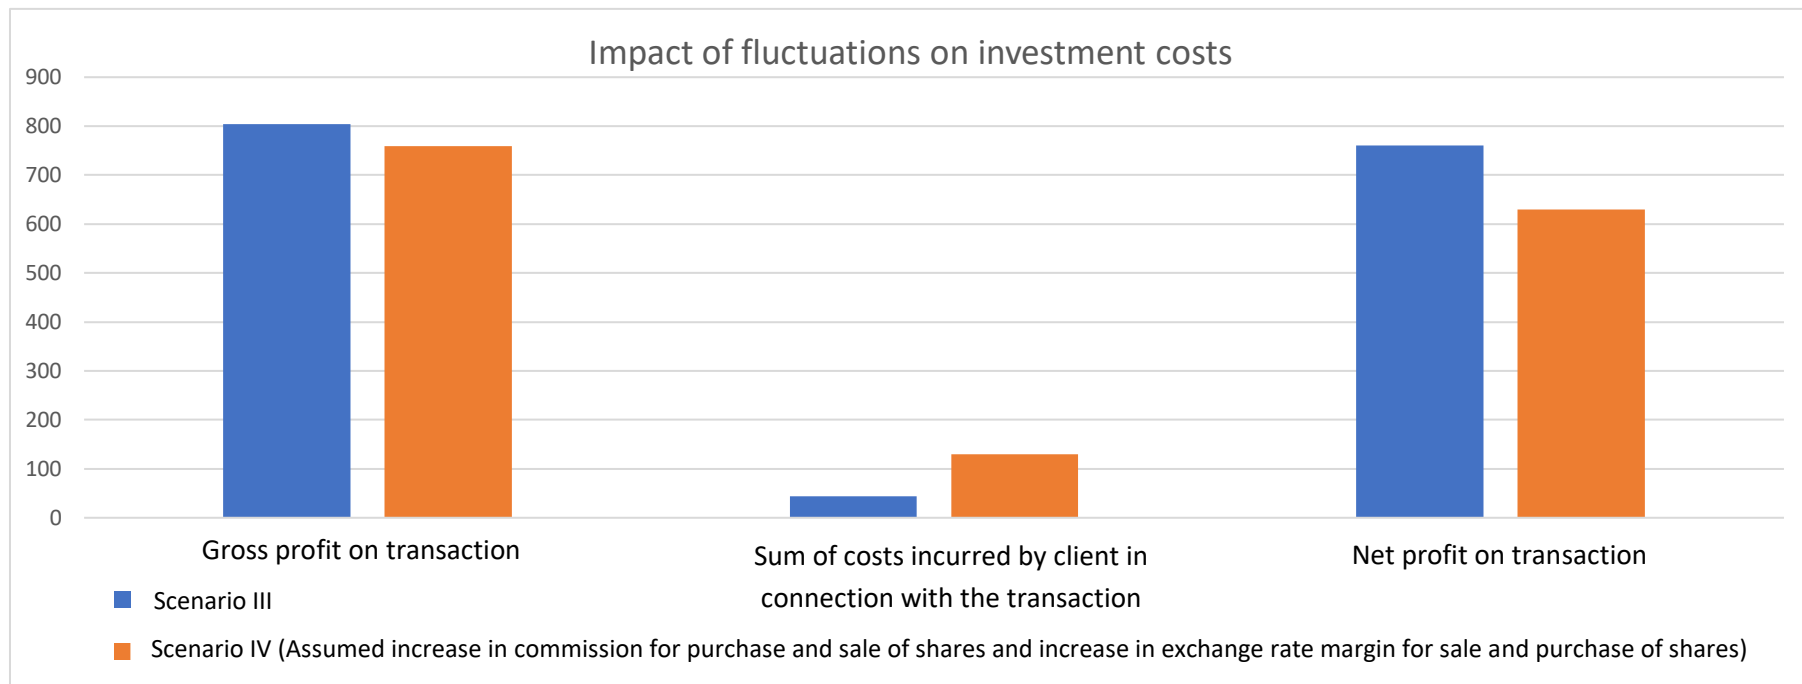 Impact of fluctuations on investment costs
900
800
700
600
500
400
300
200
100
0
Gross profit on transaction
Sum of costs incurred by client in
connection with the transaction
Net profit on transaction
Scenario III
Scenario IV (Assumed increase in commission for purchase and sale of shares and increase in exchange rate margin for sale and purchase of shares)